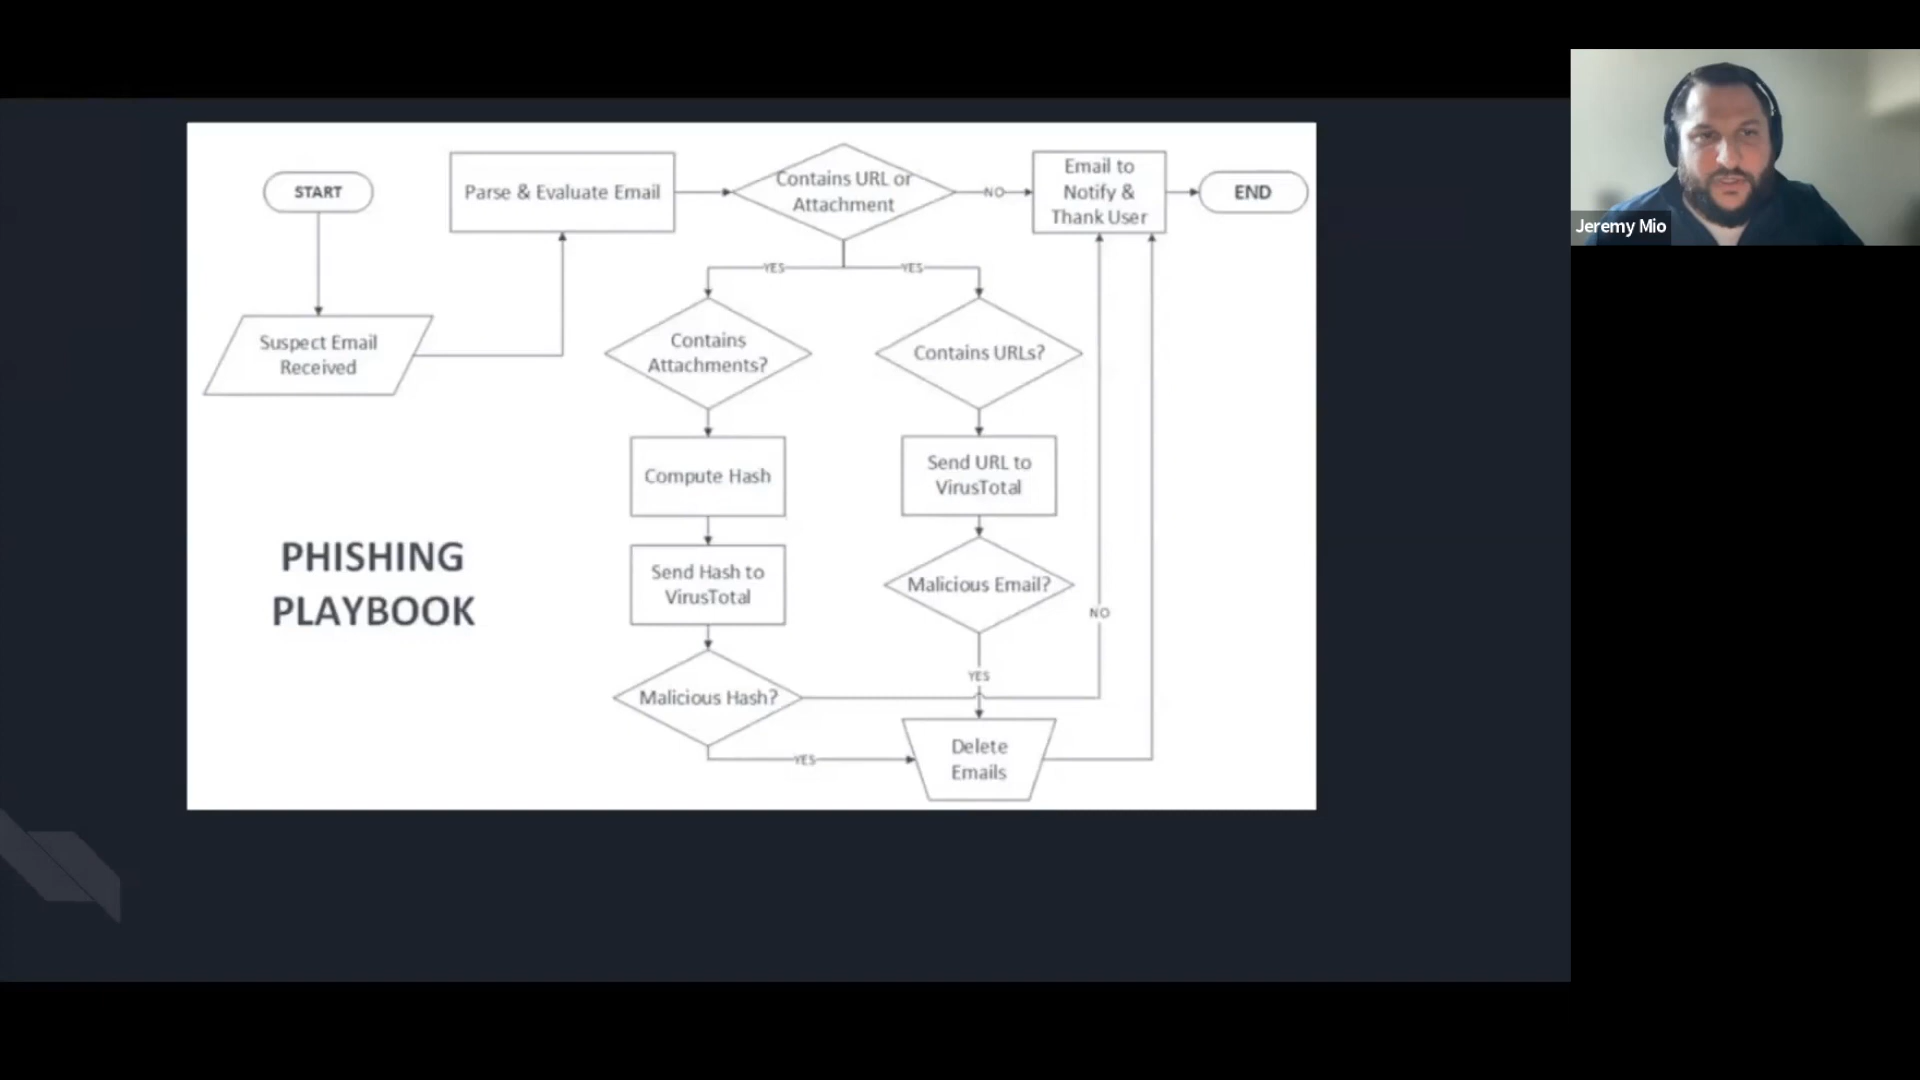 START
Parse & Evaluate Email
Contains URL or
Attachment
NO
Email to
Notify &
Thank User
END
YES
YES
Suspect Email
Received
Contains
Attachments?
Contains URLs?
Compute Hash
Send URL to
VirusTotal
PHISHING
PLAYBOOK
Send Hash to
VirusTotal
Malicious Email?
NO
YES
Malicious Hash?
YES
Delete
Emails
Jeremy Mio